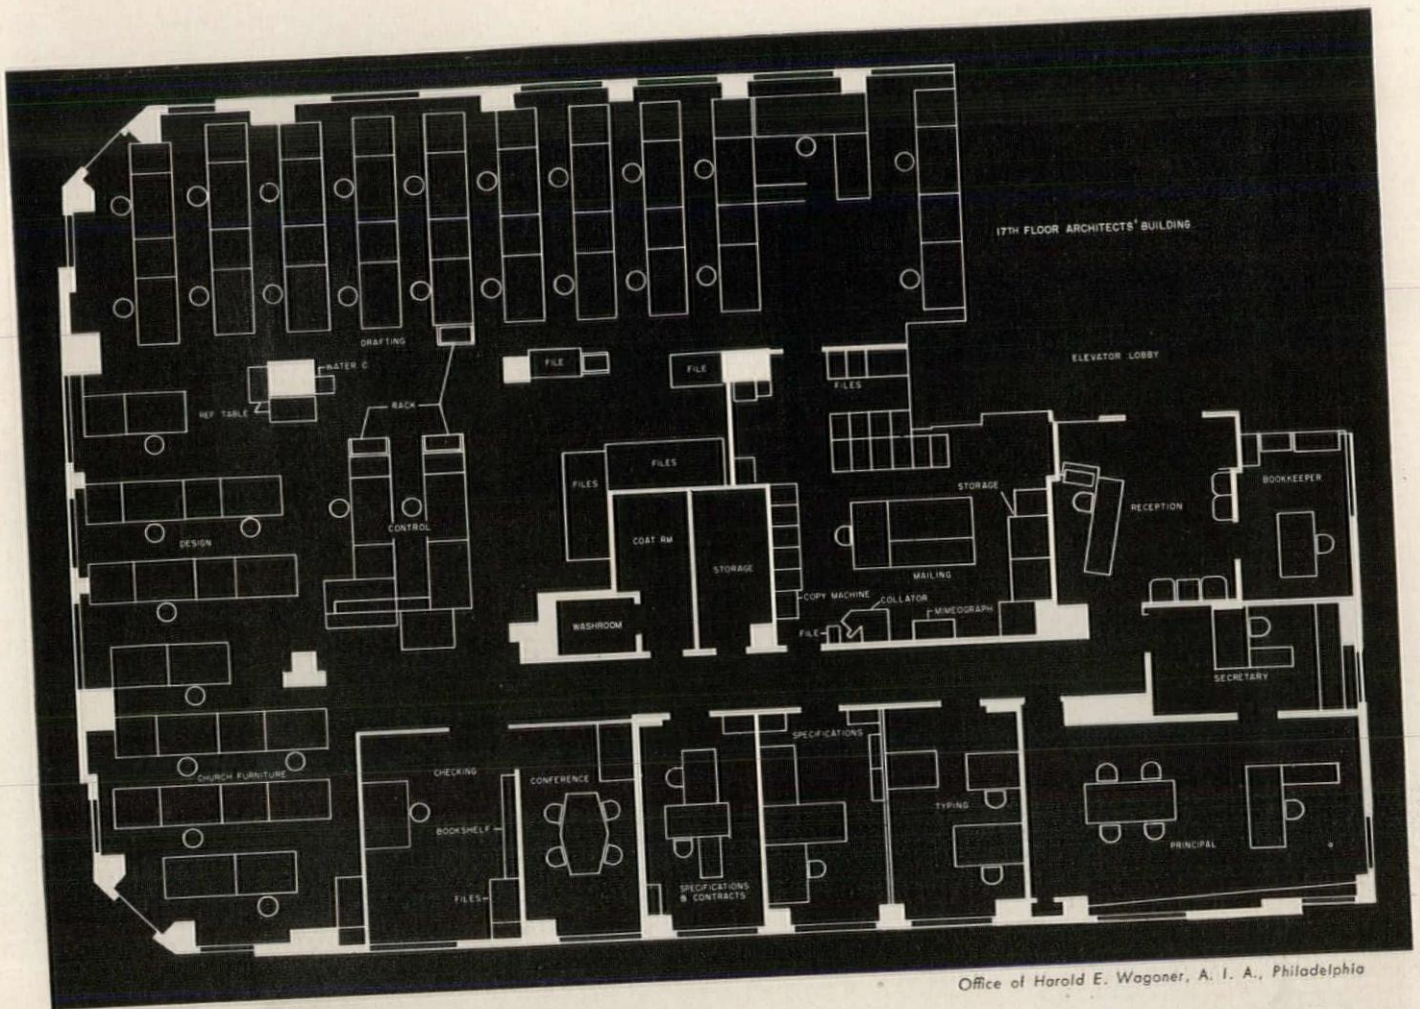 17TH FLOOR ARCHITECTS' BUILDING
DRAFTING
WATER C
FILE
FILE
ELEVATOR LOBBY
FILES
REF TABLE
RACK
FILES
FILES
STORAGE
RECEPTION
BOOKKEEPER
CONTROL
DESIGN
COAT RM
STORAGE
MAILING
COPY MACHINE
COLLATOR
MIMEOGRAPH
FILE
WASHROOM
SECRETARY
SPECIFICATIONS
CHECKING
CONFERENCE
CHURCH FURNITURE
TYPING
BOOKSHELF
PRINCIPAL
FILES
SPECIFICATIONS
& CONTRACTS
Office of Harold E. Wagoner, A. I. A., Philadelphia